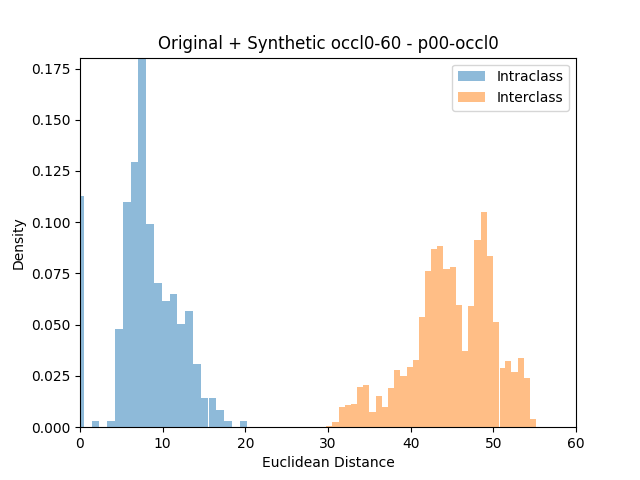 Original + Synthetic occl0-60 - p00-occl0
Intraclass
Interclass
Density
0.175
0.150
0.125
0.100
0.075
0.050
0.025
0.000
0 10 20 30 40 50 60
Euclidean Distance